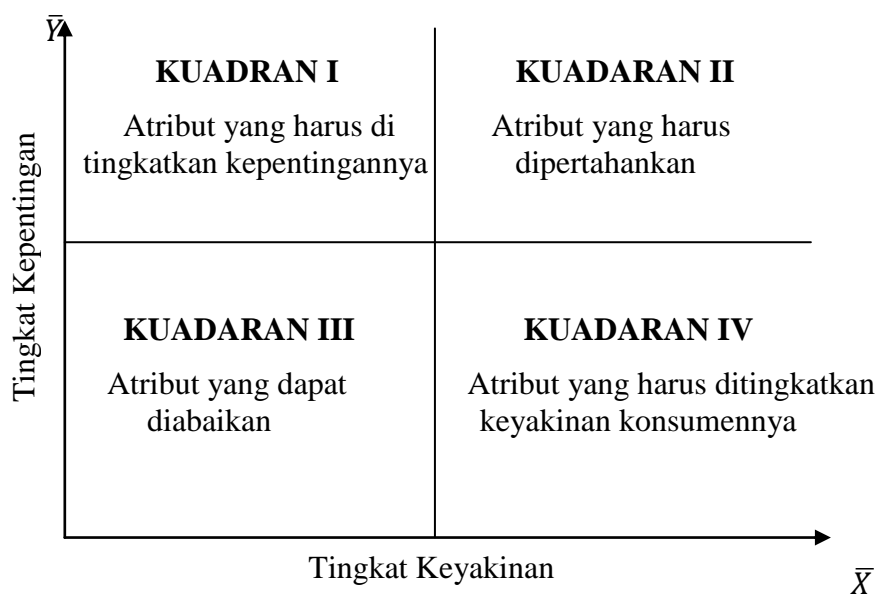 Y̅
KUADRAN I
Atribut yang harus di
tingkatkan kepentingannya
KUADARAN II
Atribut yang harus
dipertahankan
Tingkat Kepentingan
KUADARAN III
Atribut yang dapat
diabaikan
KUADARAN IV
Atribut yang harus ditingkatkan
keyakinan konsumennya
Tingkat Keyakinan
X̅